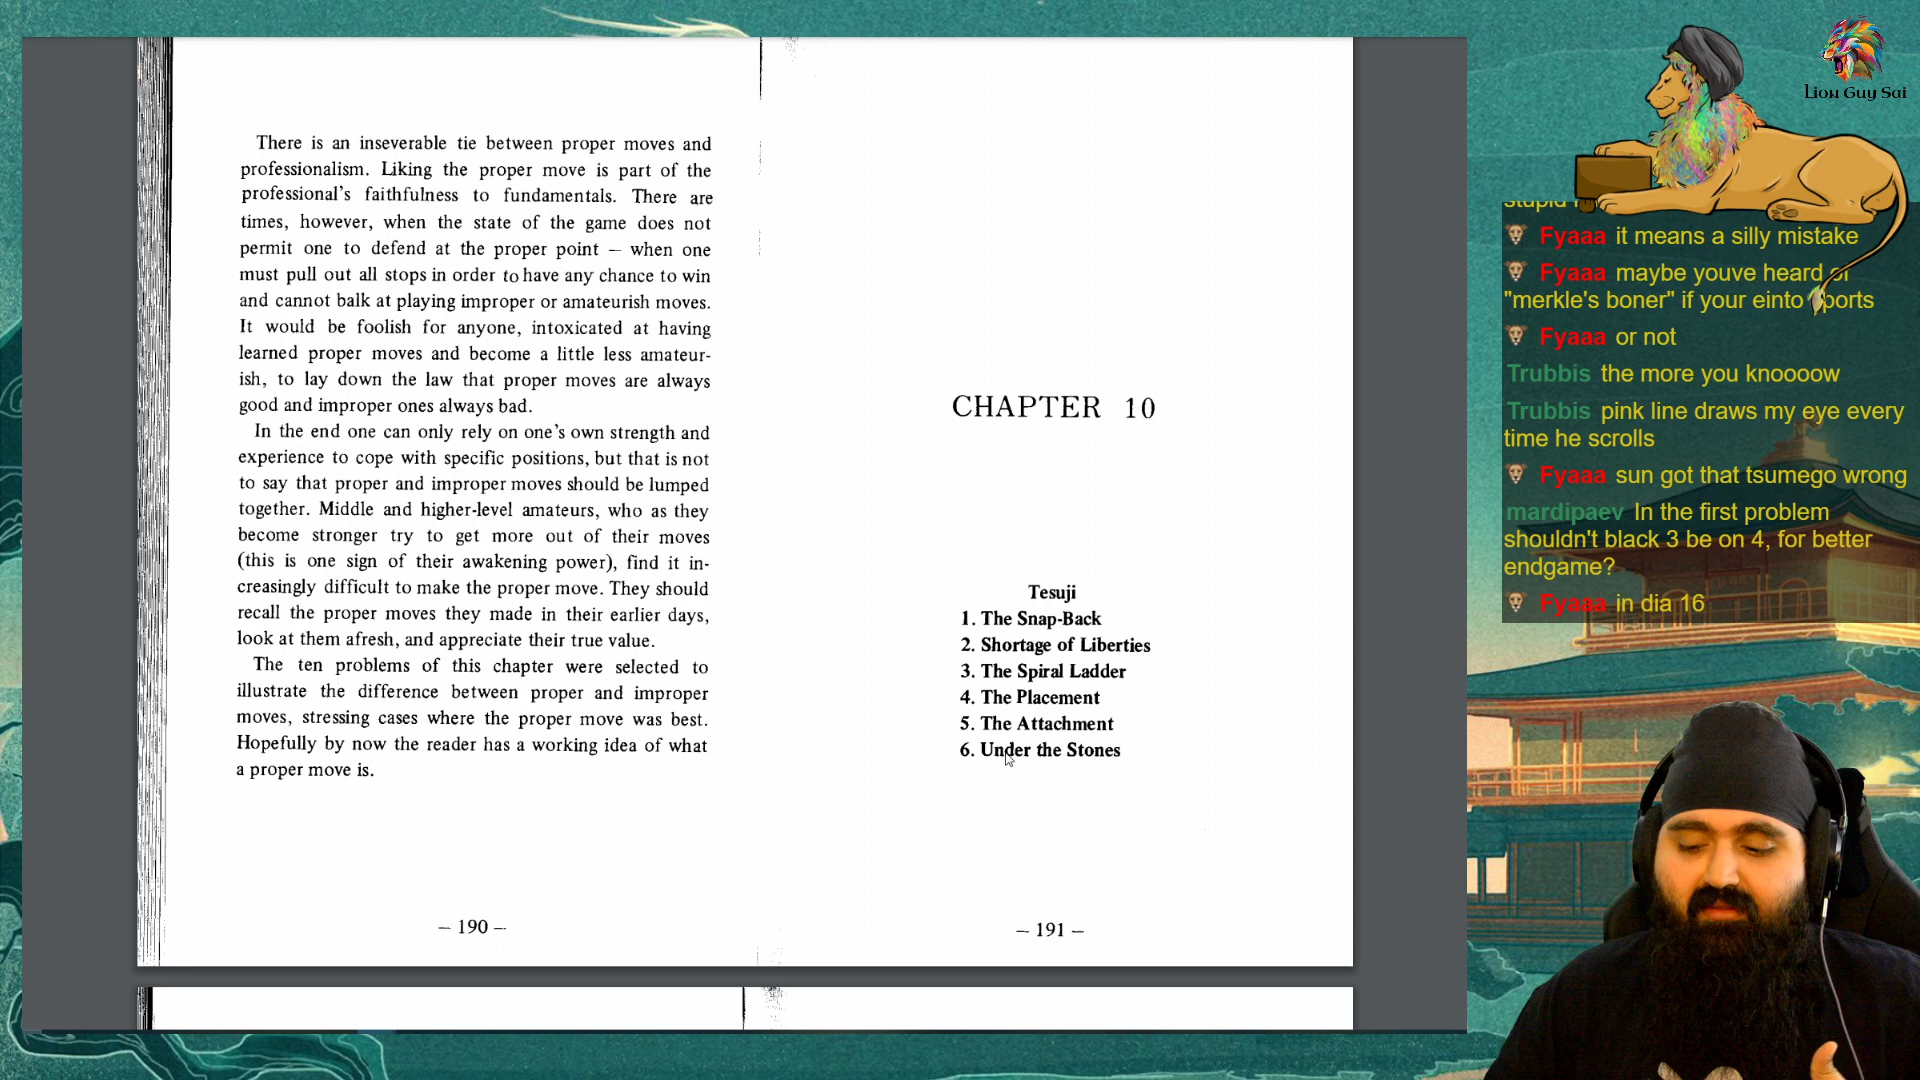 There is an inseverable tie between proper moves and
professionalism. Liking the proper move is part of the
professional's faithfulness to fundamentals. There are
times, however, when the state of the game does not
permit one to defend at the proper point — when one
must pull out all stops in order to have any chance to win
and cannot balk at playing improper or amateurish moves.
It would be foolish for anyone, intoxicated at having
learned proper moves and become a little less amateur-
ish, to lay down the law that proper moves are always
good and improper ones always bad.
In the end one can only rely on one's own strength and
experience to cope with specific positions, but that is not
to say that proper and improper moves should be lumped
together. Middle and higher-level amateurs, who as they
become stronger try to get more out of their moves
(this is one sign of their awakening power), find it in-
creasingly difficult to make the proper move. They should
recall the proper moves they made in their earlier days,
look at them afresh, and appreciate their true value.
The ten problems of this chapter were selected to
illustrate the difference between proper and improper
moves, stressing cases where the proper move was best.
Hopefully by now the reader has a working idea of what
a proper move is.
— 190 —
CHAPTER 10
Tesuji
1. The Snap-Back
2. Shortage of Liberties
3. The Spiral Ladder
4. The Placement
5. The Attachment
6. Under the Stones
— 191 —
Lion Guy Sai
stupid
Fyaaa it means a silly mistake
Fyaaa maybe youve heard of
"merkle's boner" if your einto sports
Fyaaa or not
Trubbis the more you knoooow
Trubbis pink line draws my eye every
time he scrolls
Fyaaa sun got that tsumego wrong
mardipaev In the first problem
shouldn't black 3 be on 4, for better
endgame?
Fyaaa in dia 16